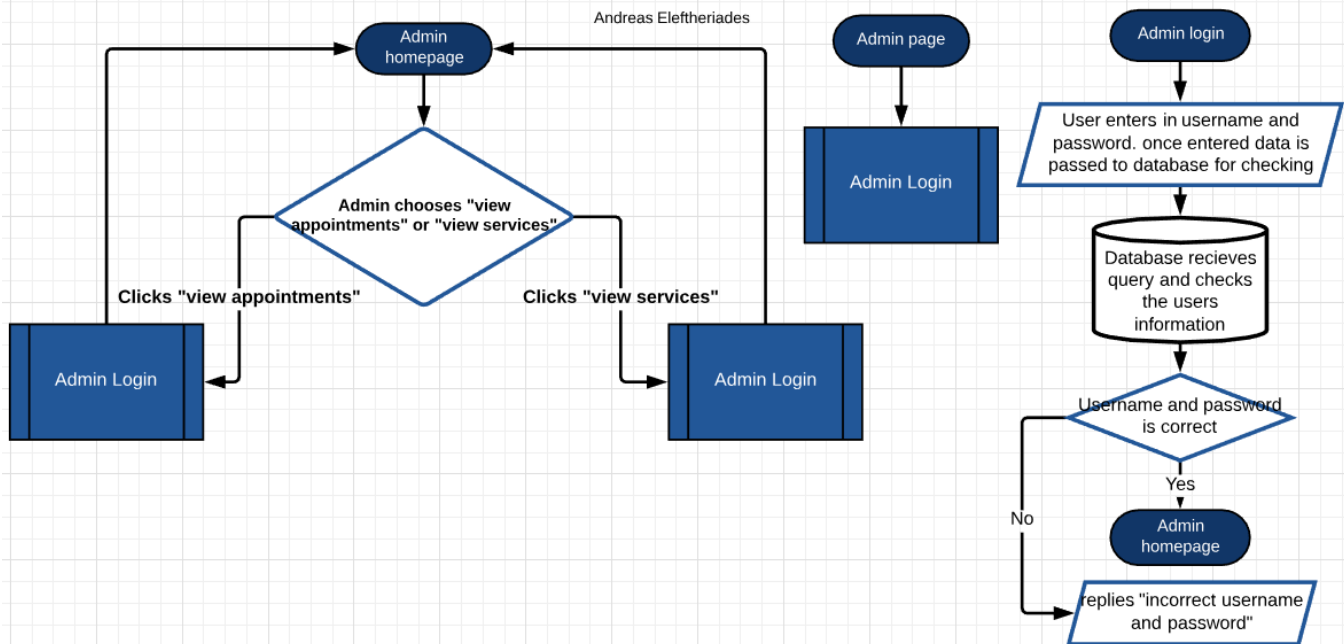 Andreas Eleftheriades
Admin
homepage
Admin chooses "view
appointments" or "view services"
Clicks "view appointments"
Clicks "view services"
Admin Login
Admin Login
Admin page
Admin Login
Admin login
User enters in username and
password. once entered data is
passed to database for checking
Database recieves
query and checks
the users
information
Username and password
is correct
Yes
No
Admin
homepage
replies "incorrect username
and password"